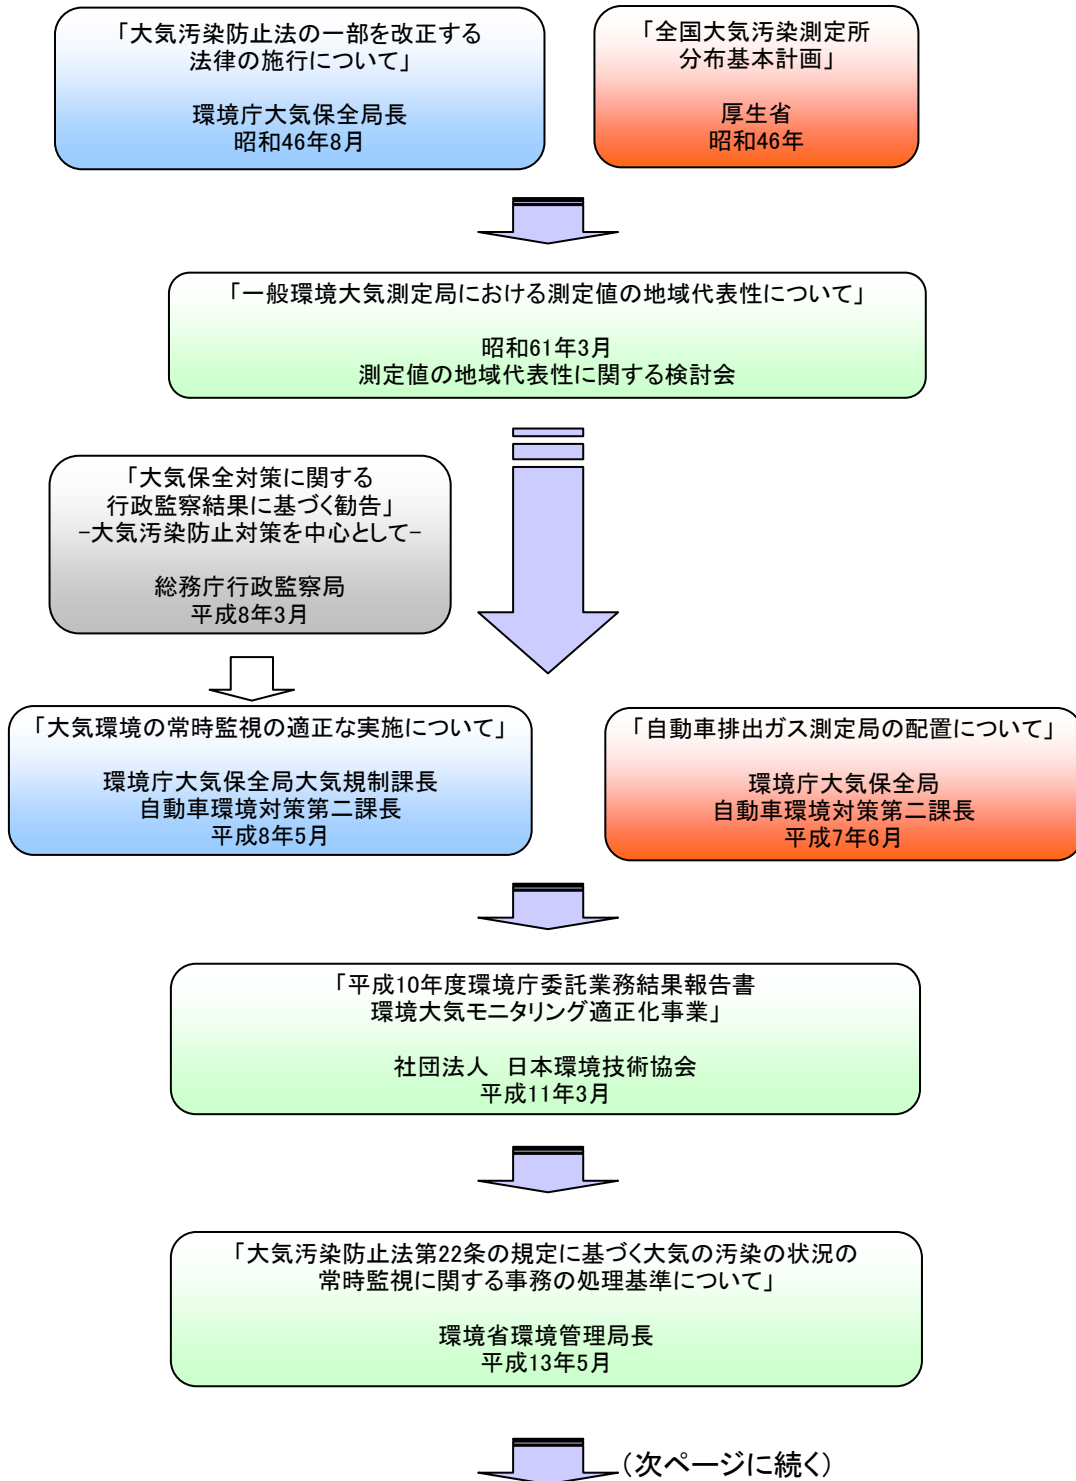 「大気汚染防止法の一部を改正する
法律の施行について」
環境庁大気保全局長
昭和46年8月
「全国大気汚染測定所
分布基本計画」
厚生省
昭和46年
「一般環境大気測定局における測定値の地域代表性について」
昭和61年3月
測定値の地域代表性に関する検討会
「大気保全対策に関する
行政監察結果に基づく勧告」
-大気汚染防止対策を中心として-
総務庁行政監察局
平成8年3月
「大気環境の常時監視の適正な実施について」
環境庁大気保全局大気規制課長
自動車環境対策第二課長
平成8年5月
「自動車排出ガス測定局の配置について」
環境庁大気保全局
自動車環境対策第二課長
平成7年6月
「平成10年度環境庁委託業務結果報告書
環境大気モニタリング適正化事業」
社団法人　日本環境技術協会
平成11年3月
「大気汚染防止法第22条の規定に基づく大気の汚染の状況の
常時監視に関する事務の処理基準について」
環境省環境管理局長
平成13年5月
（次ページに続く）